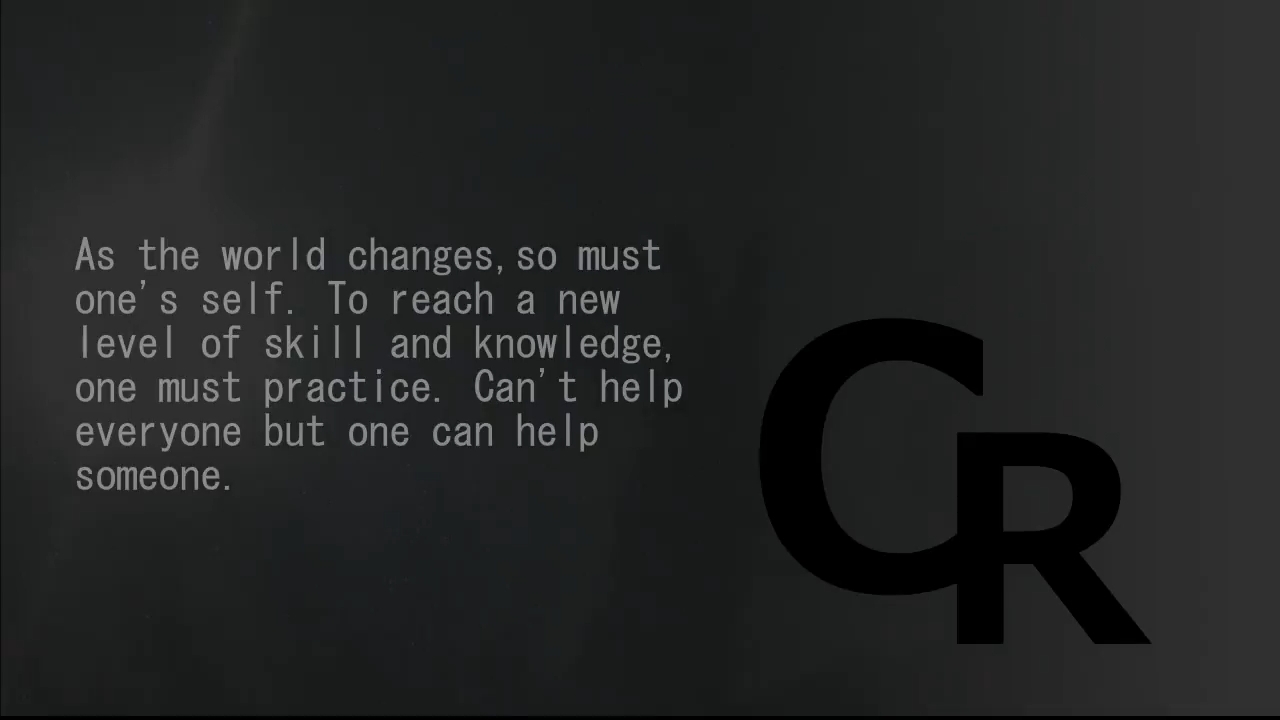 As the world changes,so must
one's self. To reach a new
level of skill and knowledge,
one must practice. Can't help
everyone but one can help
someone.
CR